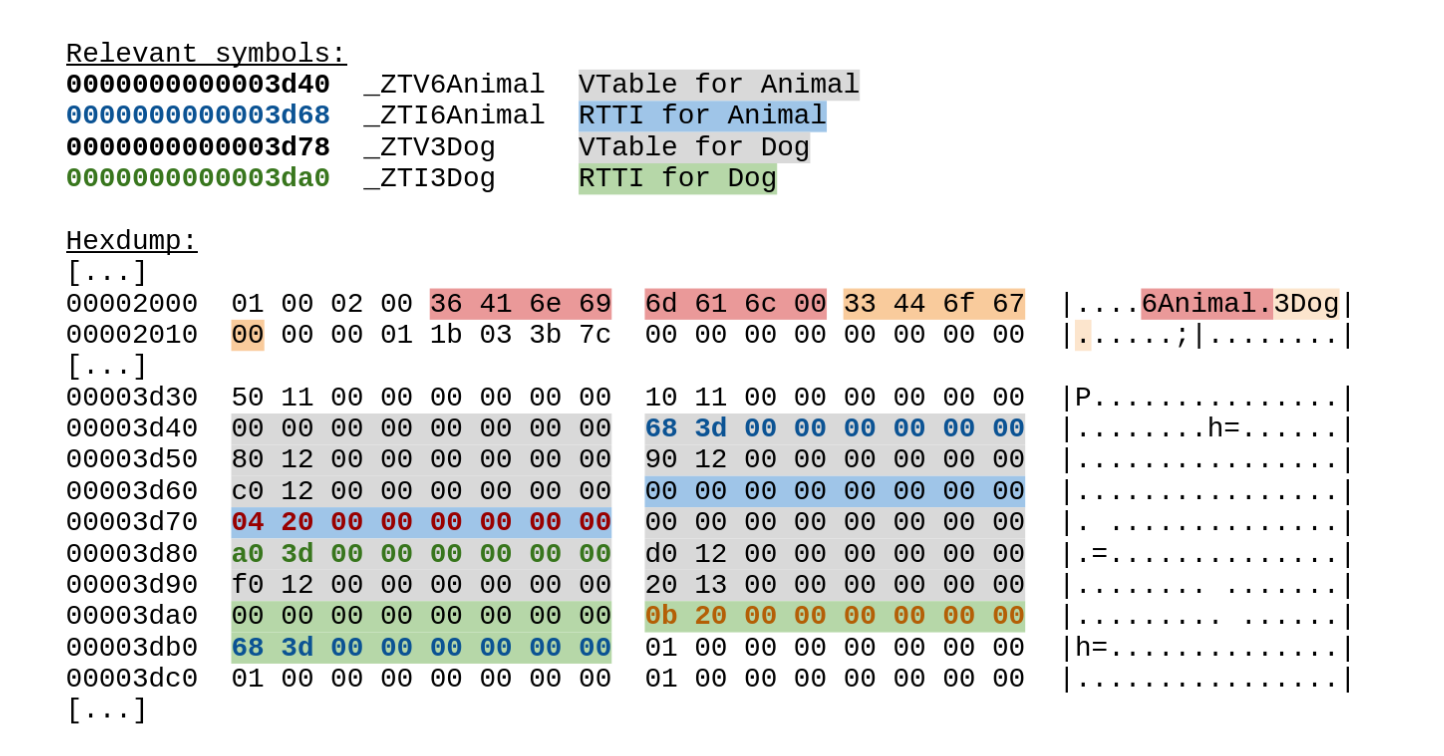 Relevant symbols:
0000000000003d40  _ZTV6Animal  VTable for Animal
0000000000003d68  _ZTI6Animal  RTTI for Animal
0000000000003d78  _ZTV3Dog     VTable for Dog
0000000000003da0  _ZTI3Dog     RTTI for Dog
Hexdump:
[...]
00002000  01 00 02 00 36 41 6e 69  6d 61 6c 00 33 44 6f 67  |....6Animal.3Dog|
00002010  00 00 00 01 1b 03 3b 7c  00 00 00 00 00 00 00 00  |......;|........|
[...]
00003d30  50 11 00 00 00 00 00 00  10 11 00 00 00 00 00 00  |P...............|
00003d40  00 00 00 00 00 00 00 00  68 3d 00 00 00 00 00 00  |........h=......|
00003d50  80 12 00 00 00 00 00 00  90 12 00 00 00 00 00 00  |................|
00003d60  c0 12 00 00 00 00 00 00  00 00 00 00 00 00 00 00  |................|
00003d70  04 20 00 00 00 00 00 00  00 00 00 00 00 00 00 00  |. ..............|
00003d80  a0 3d 00 00 00 00 00 00  d0 12 00 00 00 00 00 00  |.=..............|
00003d90  f0 12 00 00 00 00 00 00  20 13 00 00 00 00 00 00  |........ .......|
00003da0  00 00 00 00 00 00 00 00  0b 20 00 00 00 00 00 00  |......... ......|
00003db0  68 3d 00 00 00 00 00 00  01 00 00 00 00 00 00 00  |h=..............|
00003dc0  01 00 00 00 00 00 00 00  01 00 00 00 00 00 00 00  |................|
[...]